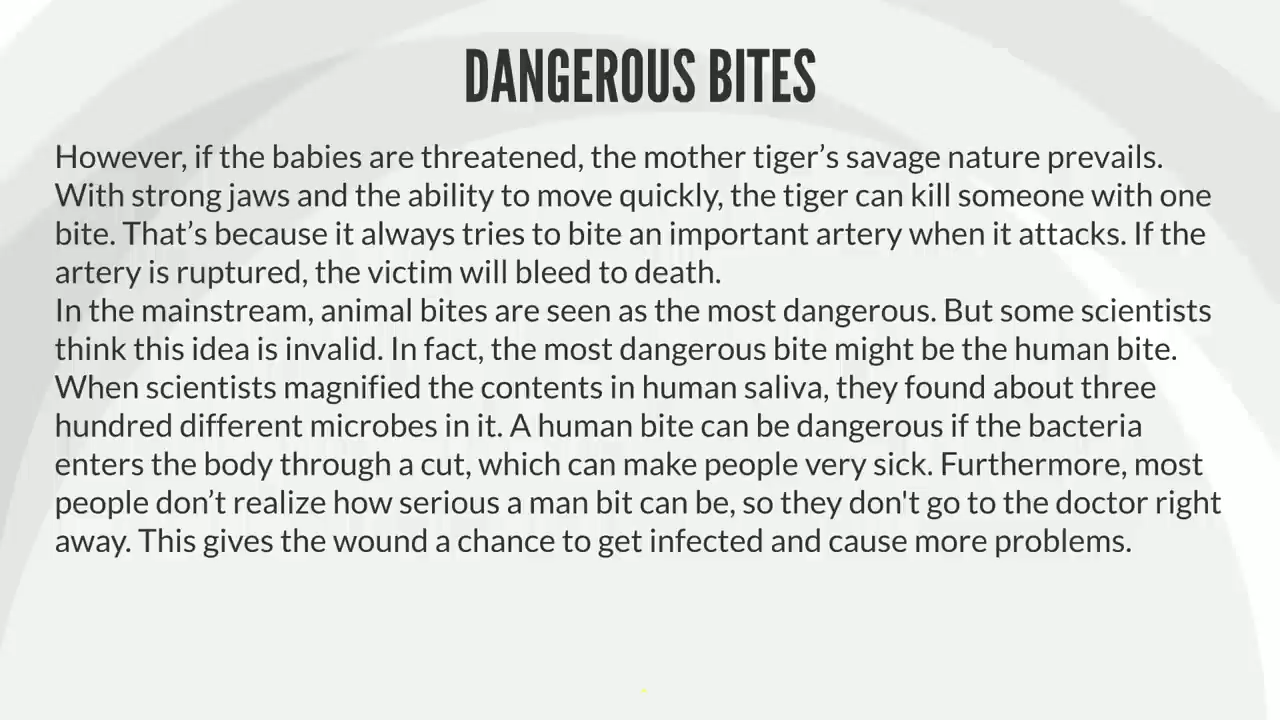 DANGEROUS BITES
However, if the babies are threatened, the mother tiger’s savage nature prevails.
With strong jaws and the ability to move quickly, the tiger can kill someone with one
bite. That’s because it always tries to bite an important artery when it attacks. If the
artery is ruptured, the victim will bleed to death.
In the mainstream, animal bites are seen as the most dangerous. But some scientists
think this idea is invalid. In fact, the most dangerous bite might be the human bite.
When scientists magnified the contents in human saliva, they found about three
hundred different microbes in it. A human bite can be dangerous if the bacteria
enters the body through a cut, which can make people very sick. Furthermore, most
people don’t realize how serious a man bit can be, so they don't go to the doctor right
away. This gives the wound a chance to get infected and cause more problems.